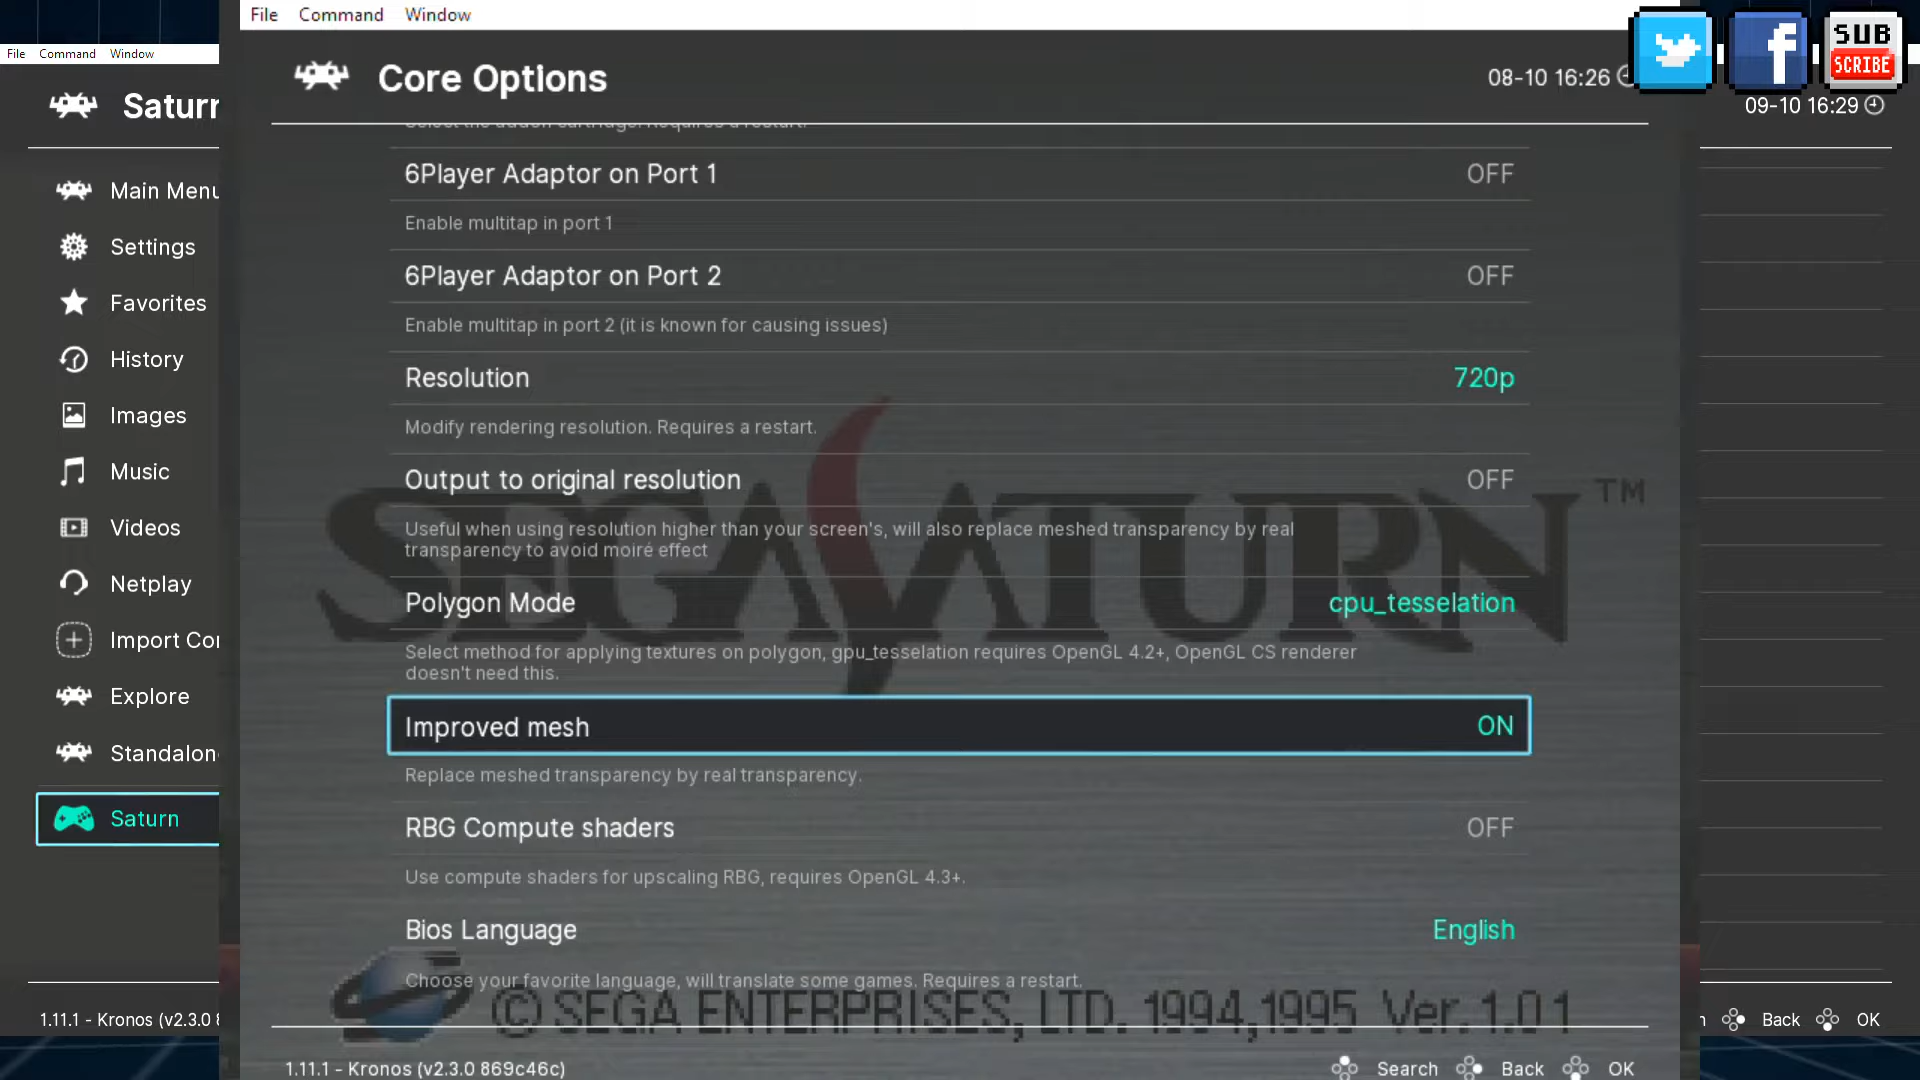 File Command Window
File Command Window
Saturn
09-10 16:29
Main Menu
Settings
Favorites
History
Images
Music
Videos
Netplay
Import Con
Explore
Standalon
Saturn
1.11.1 - Kronos (v2.3.0 8
Back OK
Core Options
08-10 16:26
Select the addon cartridge. Requires a restart.
6Player Adaptor on Port 1 OFF
Enable multitap in port 1
6Player Adaptor on Port 2 OFF
Enable multitap in port 2 (it is known for causing issues)
Resolution 720p
Modify rendering resolution. Requires a restart.
Output to original resolution OFF
Useful when using resolution higher than your screen's, will also replace meshed transparency by real
transparency to avoid moiré effect
Polygon Mode cpu_tesselation
Select method for applying textures on polygon, gpu_tesselation requires OpenGL 4.2+, OpenGL CS renderer
doesn't need this.
Improved mesh ON
Replace meshed transparency by real transparency.
RBG Compute shaders OFF
Use compute shaders for upscaling RBG, requires OpenGL 4.3+.
Bios Language English
Choose your favorite language, will translate some games. Requires a restart.
SEGA SATURN TM
© SEGA ENTERPRISES, LTD. 1994,1995 Ver. 1.01
1.11.1 - Kronos (v2.3.0 869c46c)
Search Back OK
SUB
SCRIBE